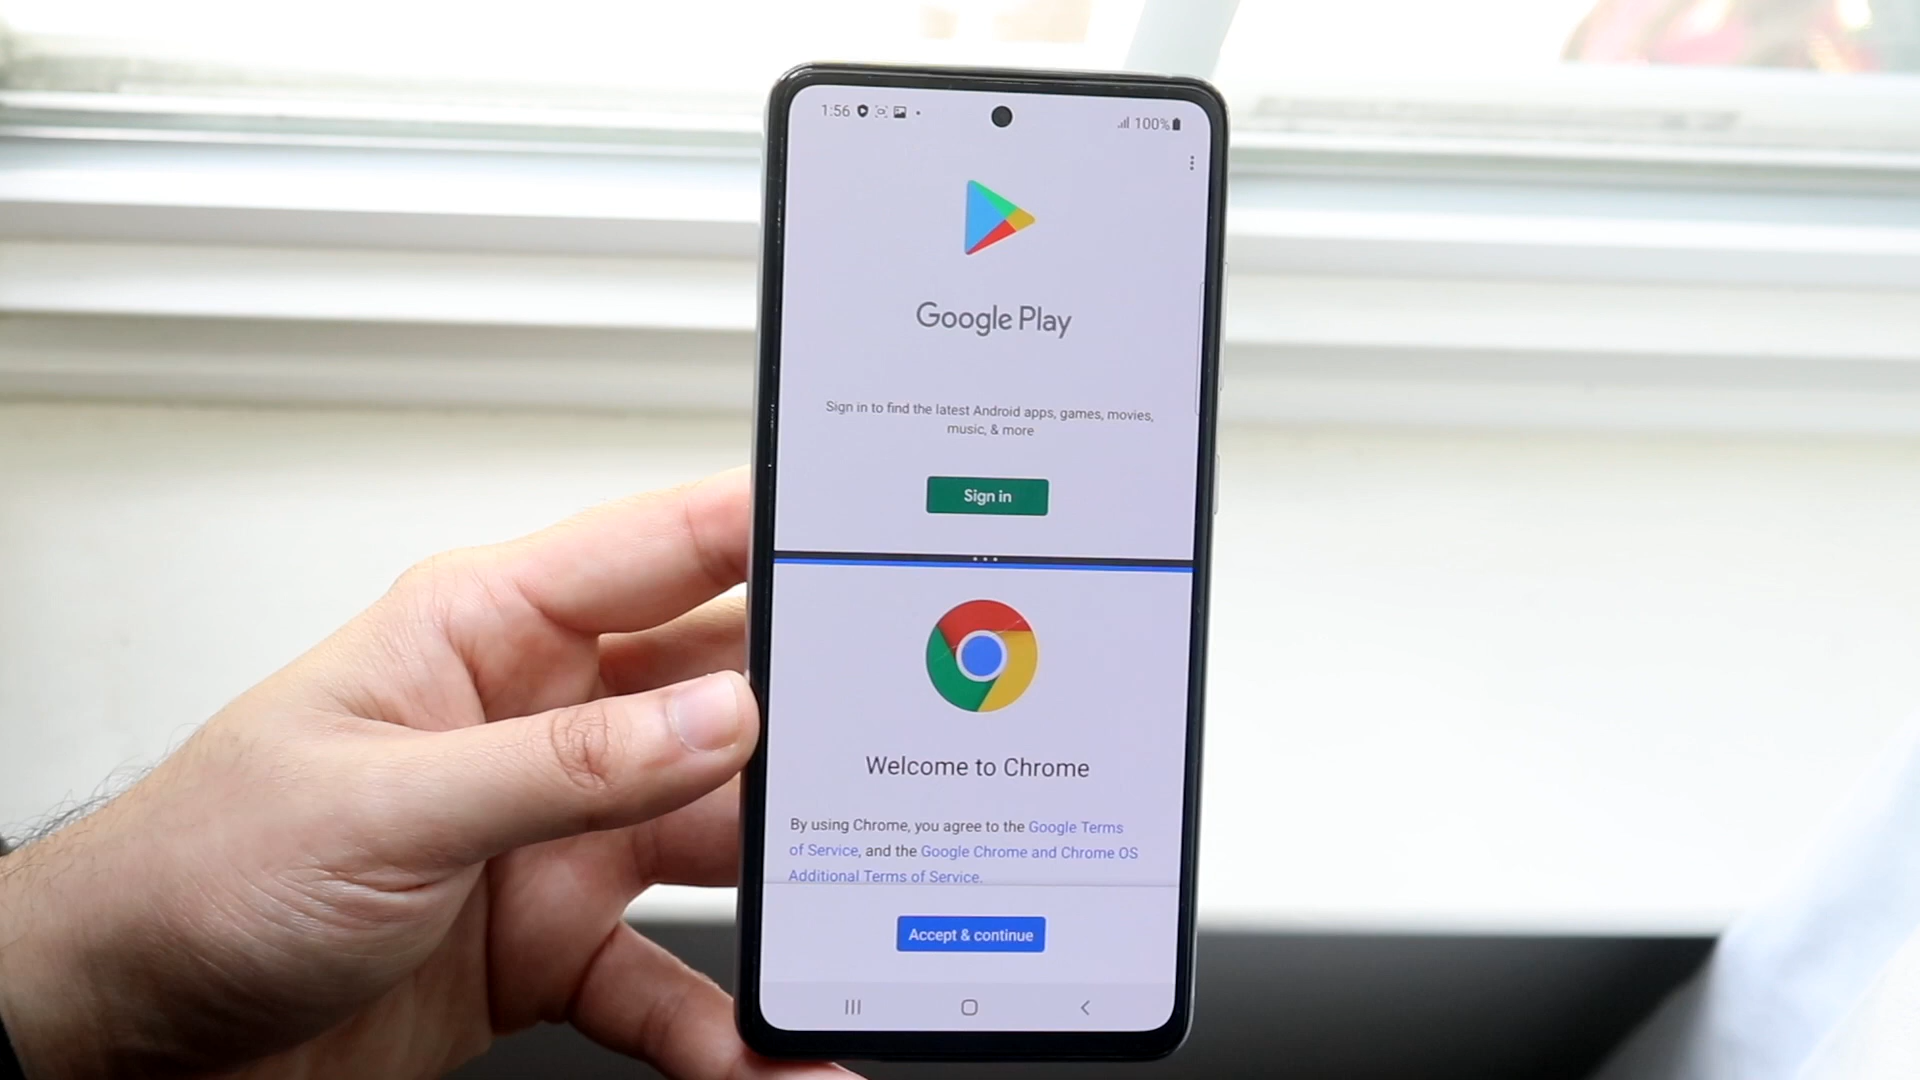 1:56
100%
Google Play
Sign in to find the latest Android apps, games, movies,
music, & more
Sign in
Welcome to Chrome
By using Chrome, you agree to the Google Terms
of Service, and the Google Chrome and Chrome OS
Additional Terms of Service.
Accept & continue